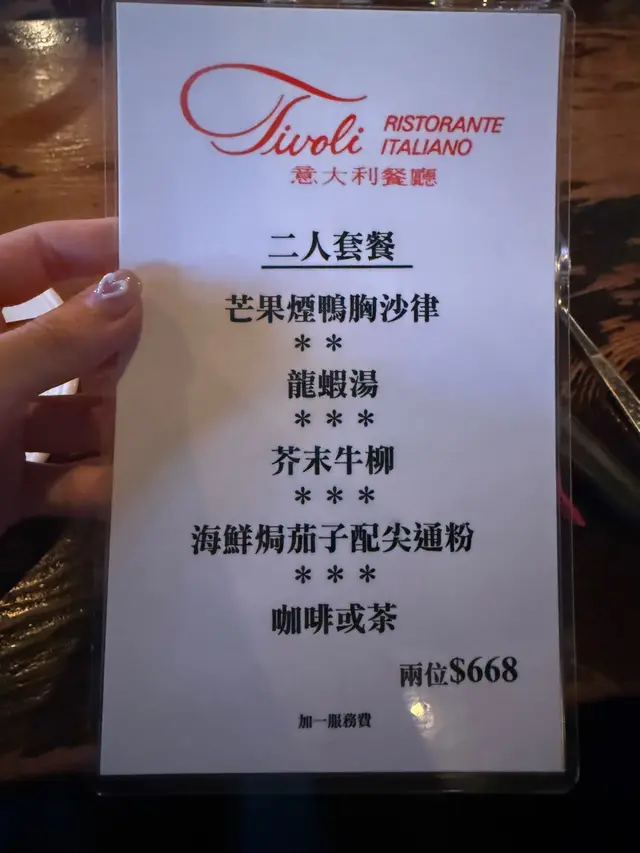 Tivoli RISTORANTE
ITALIANO
意大利餐廳
二人套餐
芒果煙鴨胸沙律
＊＊
龍蝦湯
＊＊＊
芥末牛柳
＊＊＊
海鮮焗茄子配尖通粉
＊＊＊
咖啡或茶
兩位$668
加一服務費